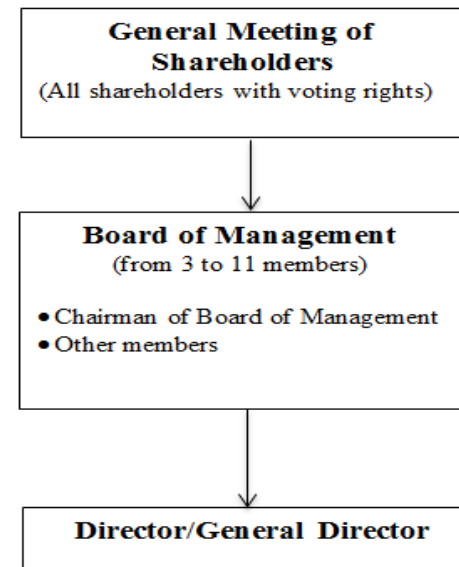 General Meeting of
Shareholders
(All shareholders with voting rights)
Board of Management
(from 3 to 11 members)
• Chairman of Board of Management
• Other members
Director/General Director